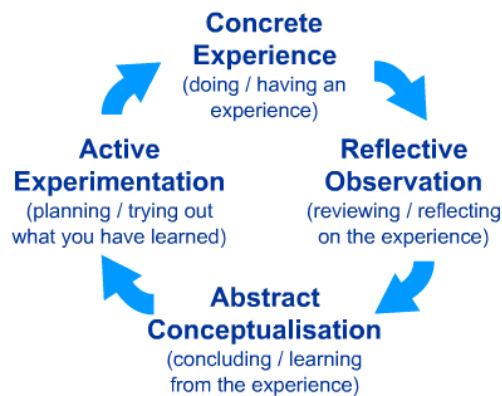 Concrete
Experience
(doing / having an
experience)
Reflective
Observation
(reviewing / reflecting
on the experience)
Abstract
Conceptualisation
(concluding / learning
from the experience)
Active
Experimentation
(planning / trying out
what you have learned)